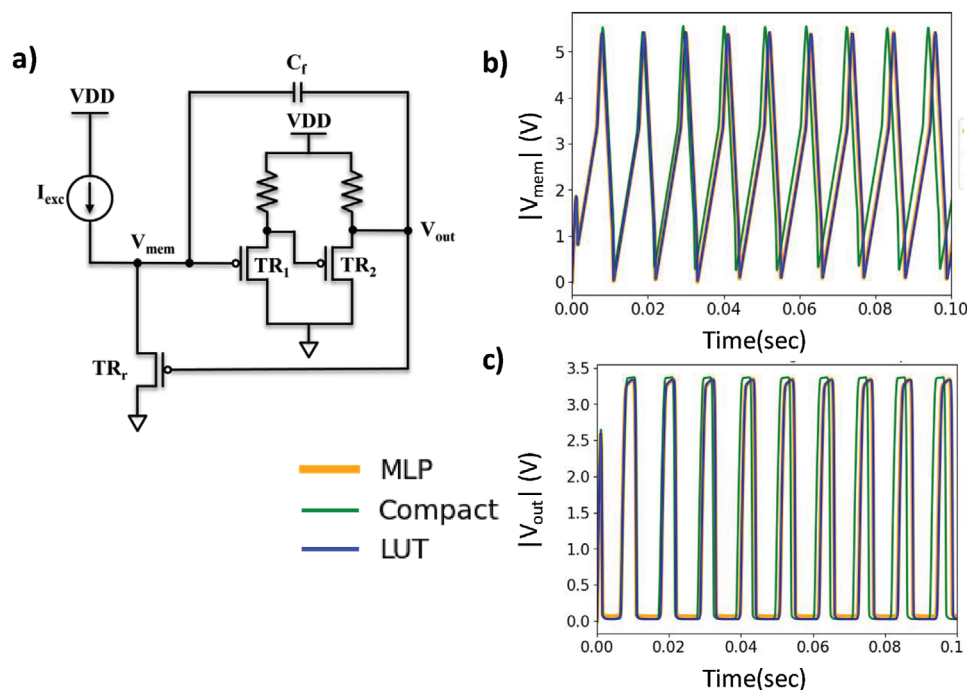 a)
C_f
VDD
VDD
I_exc
V_mem
V_out
TR_1
TR_2
TR_r
MLP
Compact
LUT
b)
|V_mem| (V)
5
4
3
2
1
0
0.00 0.02 0.04 0.06 0.08 0.10
Time(sec)
c)
|V_out| (V)
3.5
3.0
2.5
2.0
1.5
1.0
0.5
0.0
0.00 0.02 0.04 0.06 0.08 0.1
Time(sec)